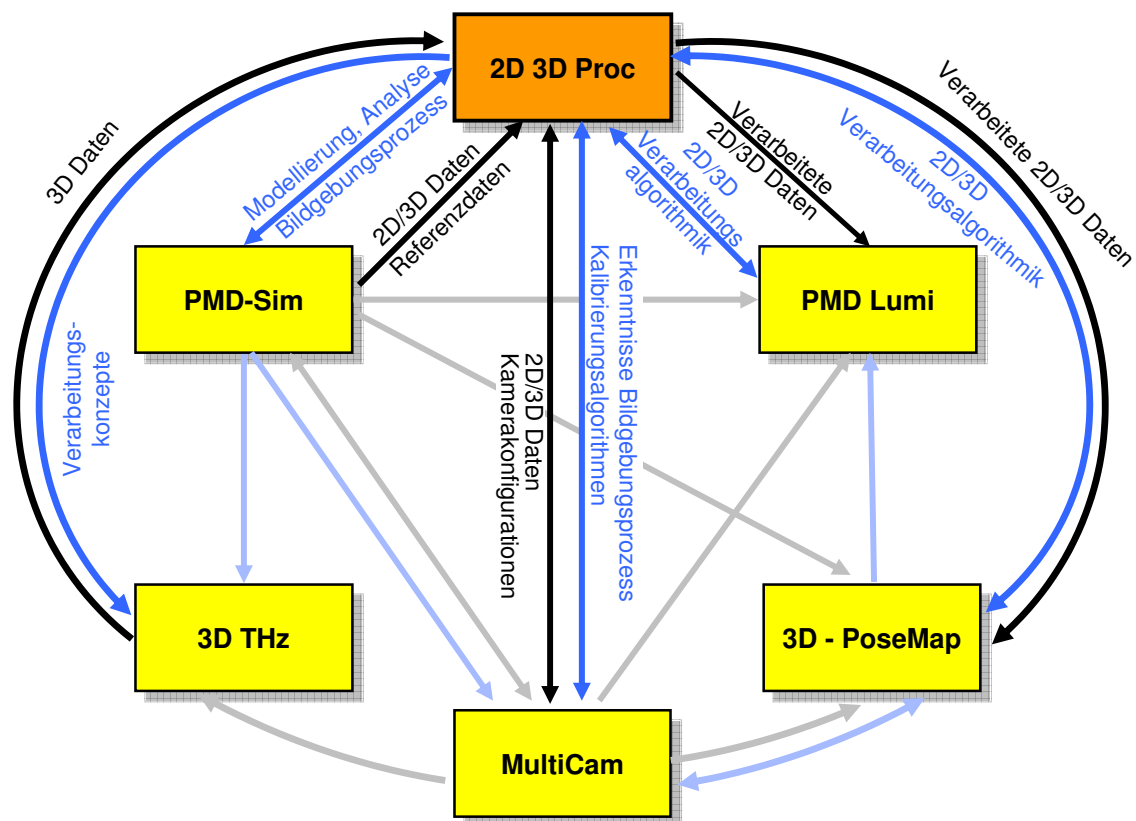 2D 3D Proc
3D Daten
Modellierung, Analyse
Bildgebungsprozess
2D/3D Daten
Referenzdaten
2D/3D
Verarbeitungs
algorithmik
Verarbeitete
2D/3D Daten
2D/3D
Verarbeitungsalgorithmik
Verarbeitete 2D/3D Daten
PMD-Sim
PMD Lumi
Verarbeitungs-
konzepte
2D/3D Daten
Kamerakonfigurationen
Erkenntnisse Bildgebungsprozess
Kalibrierungsalgorithmen
3D THz
3D - PoseMap
MultiCam